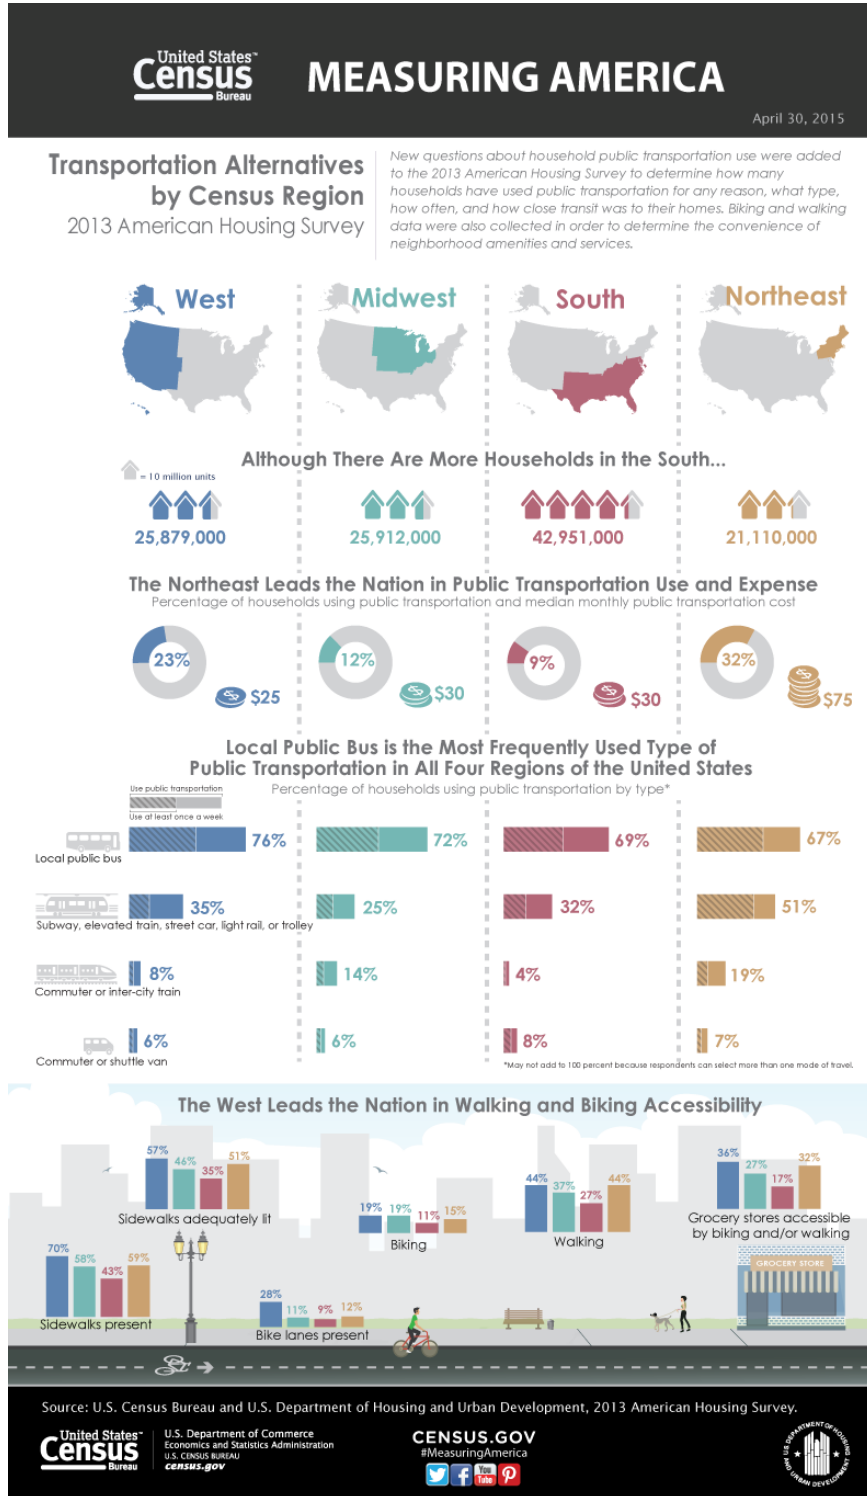 United States™
Census
Bureau
MEASURING AMERICA
April 30, 2015
Transportation Alternatives
by Census Region
2013 American Housing Survey
New questions about household public transportation use were added
to the 2013 American Housing Survey to determine how many
households have used public transportation for any reason, what type,
how often, and how close transit was to their homes. Biking and walking
data were also collected in order to determine the convenience of
neighborhood amenities and services.
West
Midwest
South
Northeast
Although There Are More Households in the South...
= 10 million units
25,879,000
25,912,000
42,951,000
21,110,000
The Northeast Leads the Nation in Public Transportation Use and Expense
Percentage of households using public transportation and median monthly public transportation cost
23%
$25
12%
$30
9%
$30
32%
$75
Local Public Bus is the Most Frequently Used Type of
Public Transportation in All Four Regions of the United States
Percentage of households using public transportation by type*
Use public transportation
Use at least once a week
76%
72%
69%
67%
Local public bus
35%
25%
32%
51%
Subway, elevated train, street car, light rail, or trolley
8%
14%
4%
19%
Commuter or inter-city train
6%
6%
8%
7%
Commuter or shuttle van
*May not add to 100 percent because respondents can select more than one mode of travel.
The West Leads the Nation in Walking and Biking Accessibility
57%
46%
35%
51%
Sidewalks adequately lit
19%
19%
11%
15%
Biking
44%
37%
27%
44%
Walking
36%
27%
17%
32%
Grocery stores accessible
by biking and/or walking
70%
58%
43%
59%
Sidewalks present
28%
11%
9%
12%
Bike lanes present
GROCERY STORE
Source: U.S. Census Bureau and U.S. Department of Housing and Urban Development, 2013 American Housing Survey.
United States™
Census
Bureau
U.S. Department of Commerce
Economics and Statistics Administration
U.S. CENSUS BUREAU
census.gov
CENSUS.GOV
#MeasuringAmerica
You
Tube
U.S. DEPARTMENT OF HOUSING
AND URBAN DEVELOPMENT